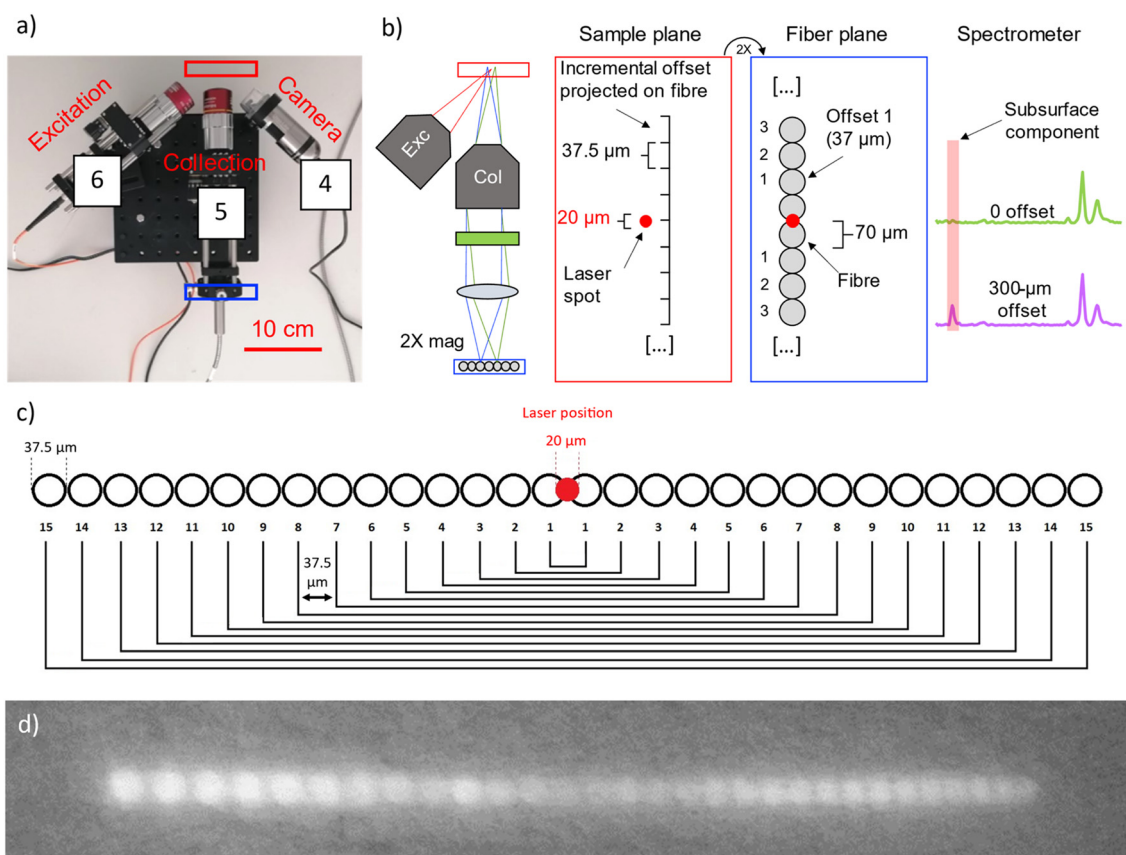 a)
Excitation
Camera
Collection
6
5
4
10 cm
b)
Sample plane
2X
Fiber plane
Spectrometer
Exc
Col
2X mag
Incremental offset
projected on fibre
37.5 µm
20 µm
Laser
spot
[...]
[...]
3
2
1
1
2
3
[...]
Offset 1
(37 µm)
70 µm
Fibre
Subsurface
component
0 offset
300-µm
offset
c)
Laser position
37.5 µm
20 µm
15 14 13 12 11 10 9 8 7 6 5 4 3 2 1 1 2 3 4 5 6 7 8 9 10 11 12 13 14 15
37.5
µm
d)